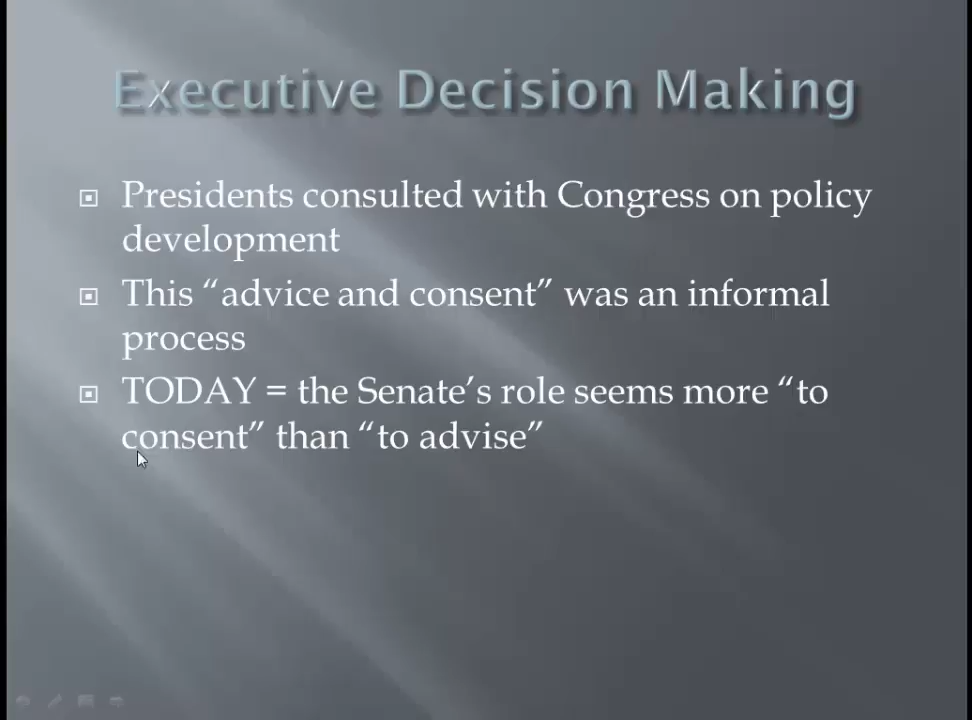 Executive Decision Making
Presidents consulted with Congress on policy
development
This “advice and consent” was an informal
process
TODAY = the Senate’s role seems more “to
consent” than “to advise”